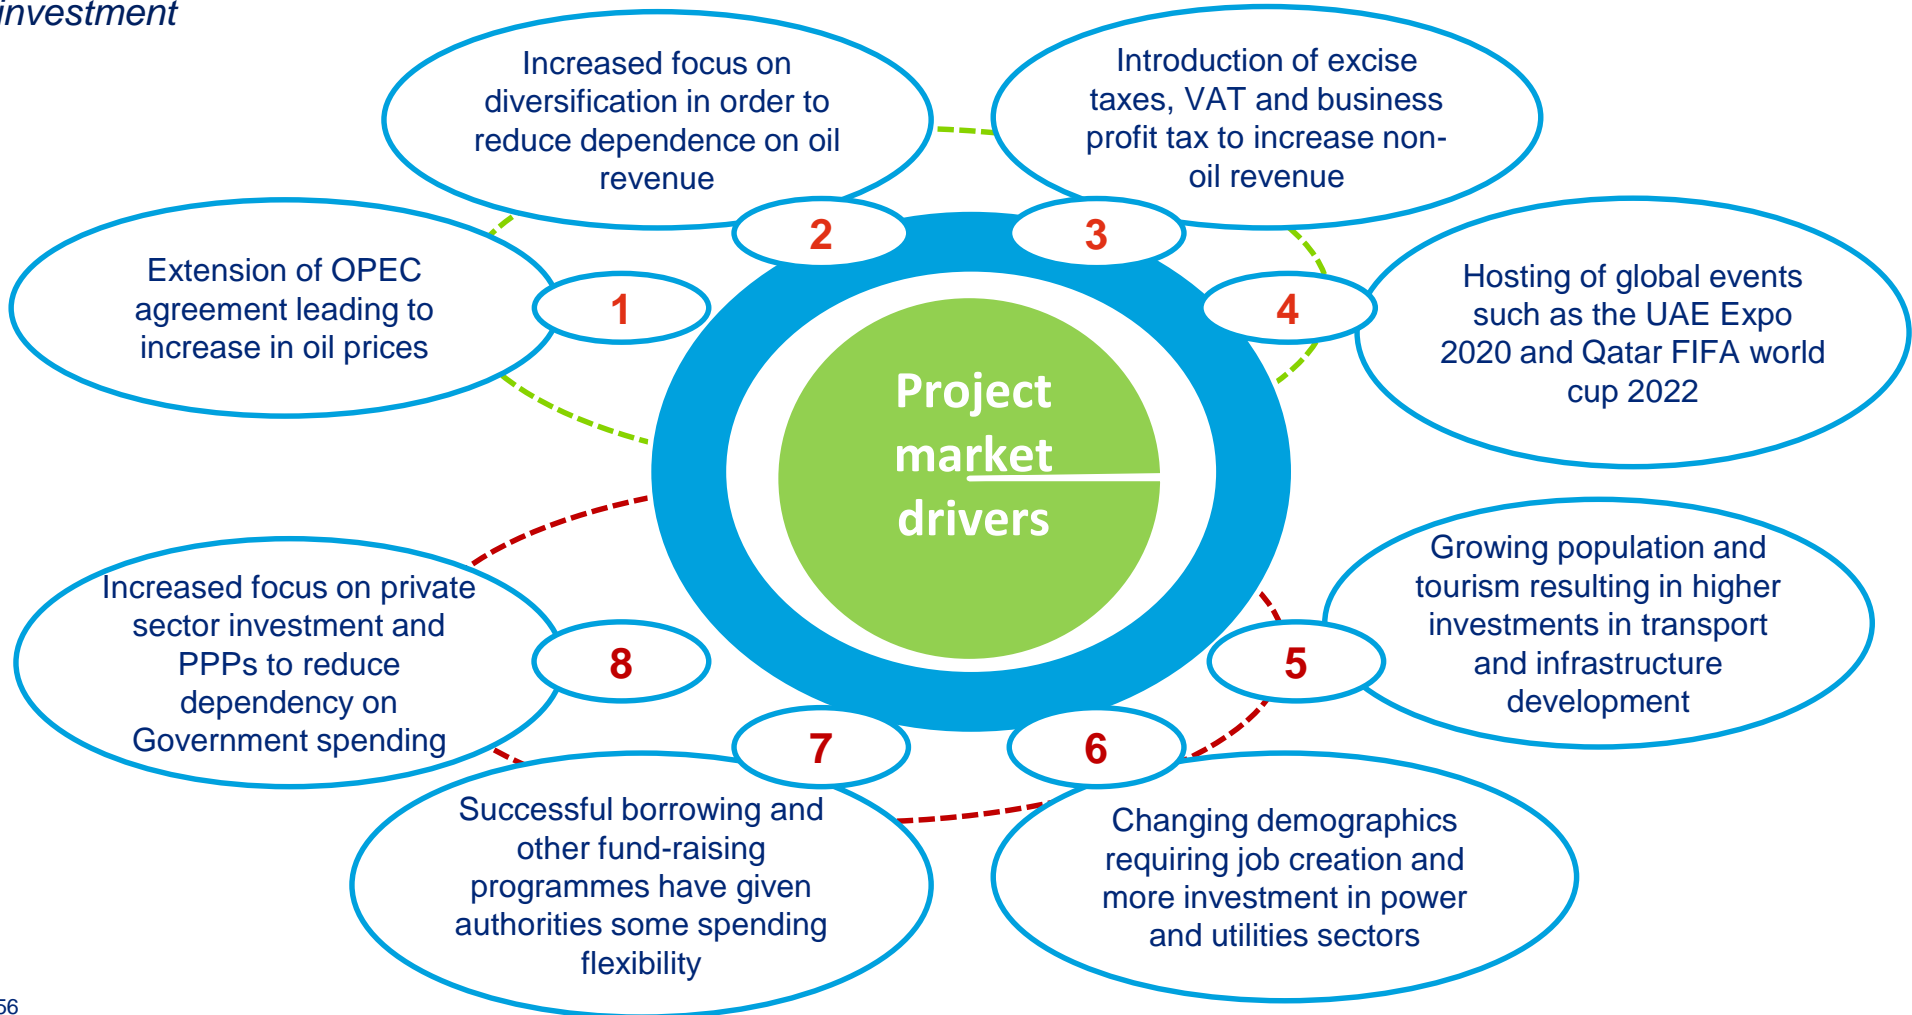 investment
Increased focus on
diversification in order to
reduce dependence on oil
revenue
Introduction of excise
taxes, VAT and business
profit tax to increase non-
oil revenue
2
3
Extension of OPEC
agreement leading to
increase in oil prices
1
4
Hosting of global events
such as the UAE Expo
2020 and Qatar FIFA world
cup 2022
Project
market
drivers
Increased focus on private
sector investment and
PPPs to reduce
dependency on
Government spending
8
5
Growing population and
tourism resulting in higher
investments in transport
and infrastructure
development
7
6
Successful borrowing and
other fund-raising
programmes have given
authorities some spending
flexibility
Changing demographics
requiring job creation and
more investment in power
and utilities sectors
56